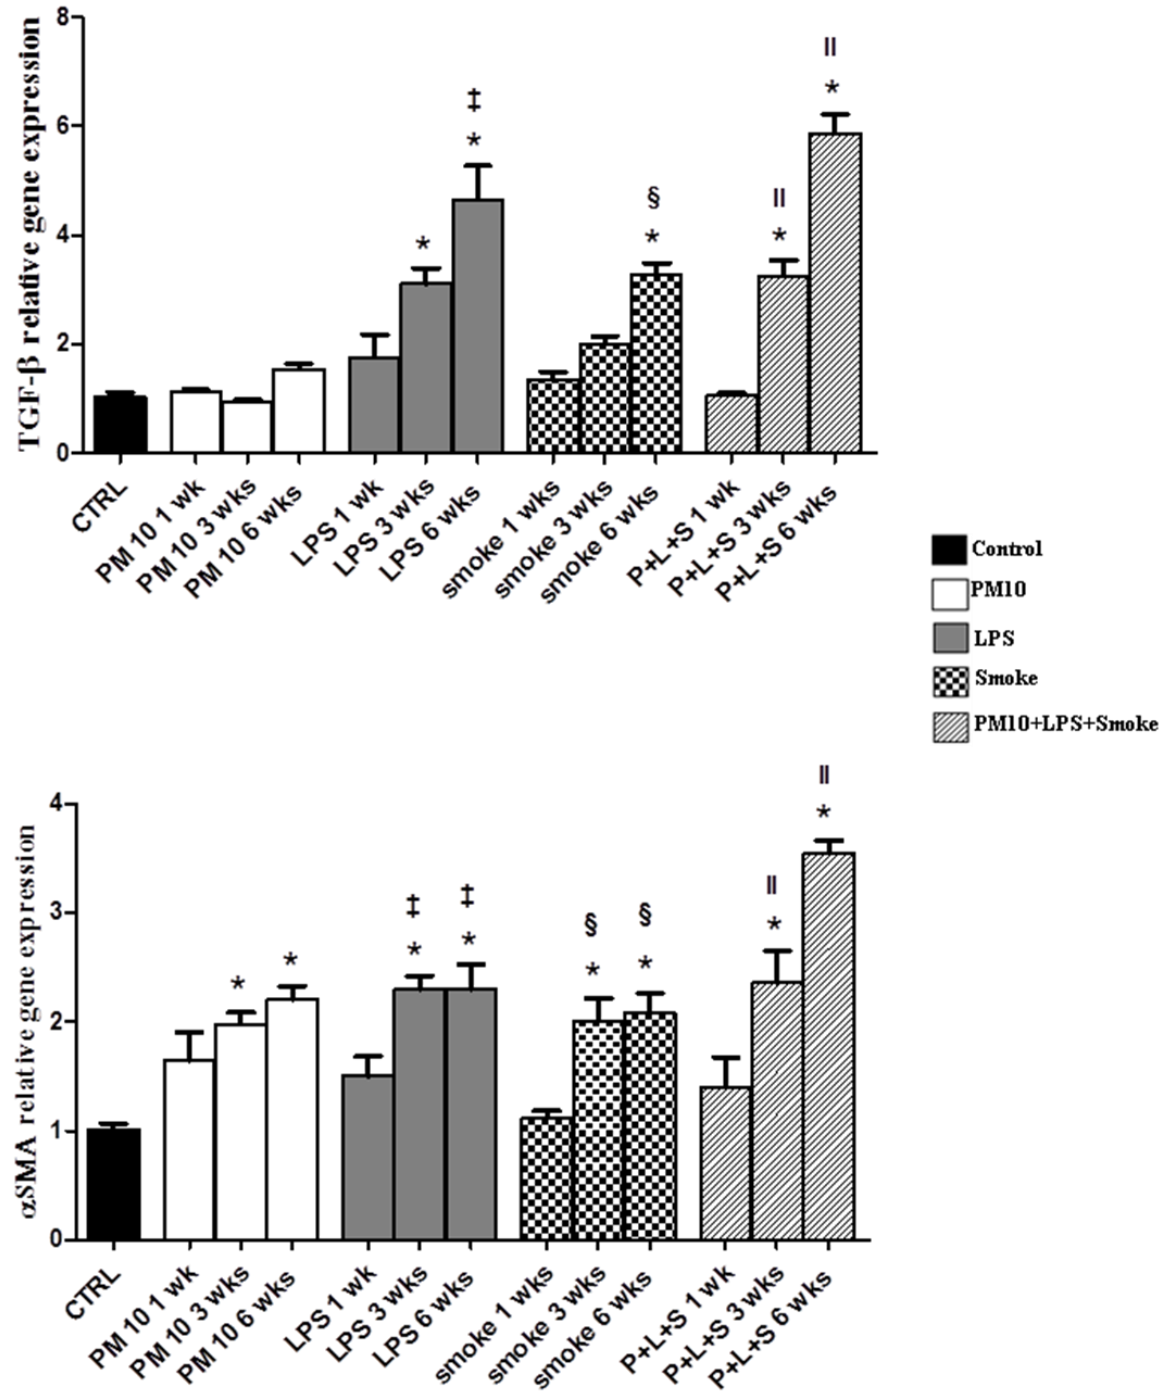 TGF-β relative gene expression
8
6
4
2
0
‡
*
*
§
*
||
*
||
*
CTRL
PM 10 1 wk
PM 10 3 wks
PM 10 6 wks
LPS 1 wk
LPS 3 wks
LPS 6 wks
smoke 1 wks
smoke 3 wks
smoke 6 wks
P+L+S 1 wk
P+L+S 3 wks
P+L+S 6 wks
Control
PM10
LPS
Smoke
PM10+LPS+Smoke
αSMA relative gene expression
4
3
2
1
0
*
*
‡
*
‡
*
§
*
§
*
||
*
||
*
CTRL
PM 10 1 wk
PM 10 3 wks
PM 10 6 wks
LPS 1 wk
LPS 3 wks
LPS 6 wks
smoke 1 wks
smoke 3 wks
smoke 6 wks
P+L+S 1 wk
P+L+S 3 wks
P+L+S 6 wks